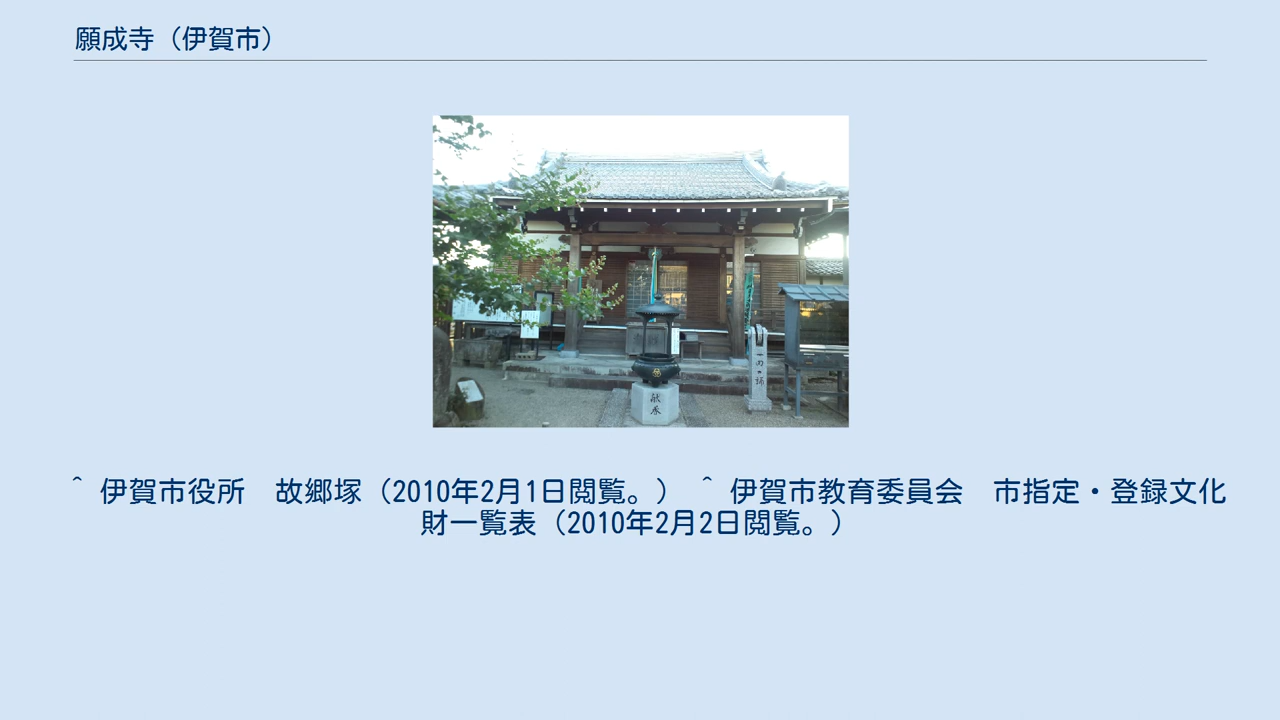 願成寺（伊賀市）
献香
^ 伊賀市役所　故郷塚（2010年2月1日閲覧。） ^ 伊賀市教育委員会　市指定・登録文化
財一覧表（2010年2月2日閲覧。）